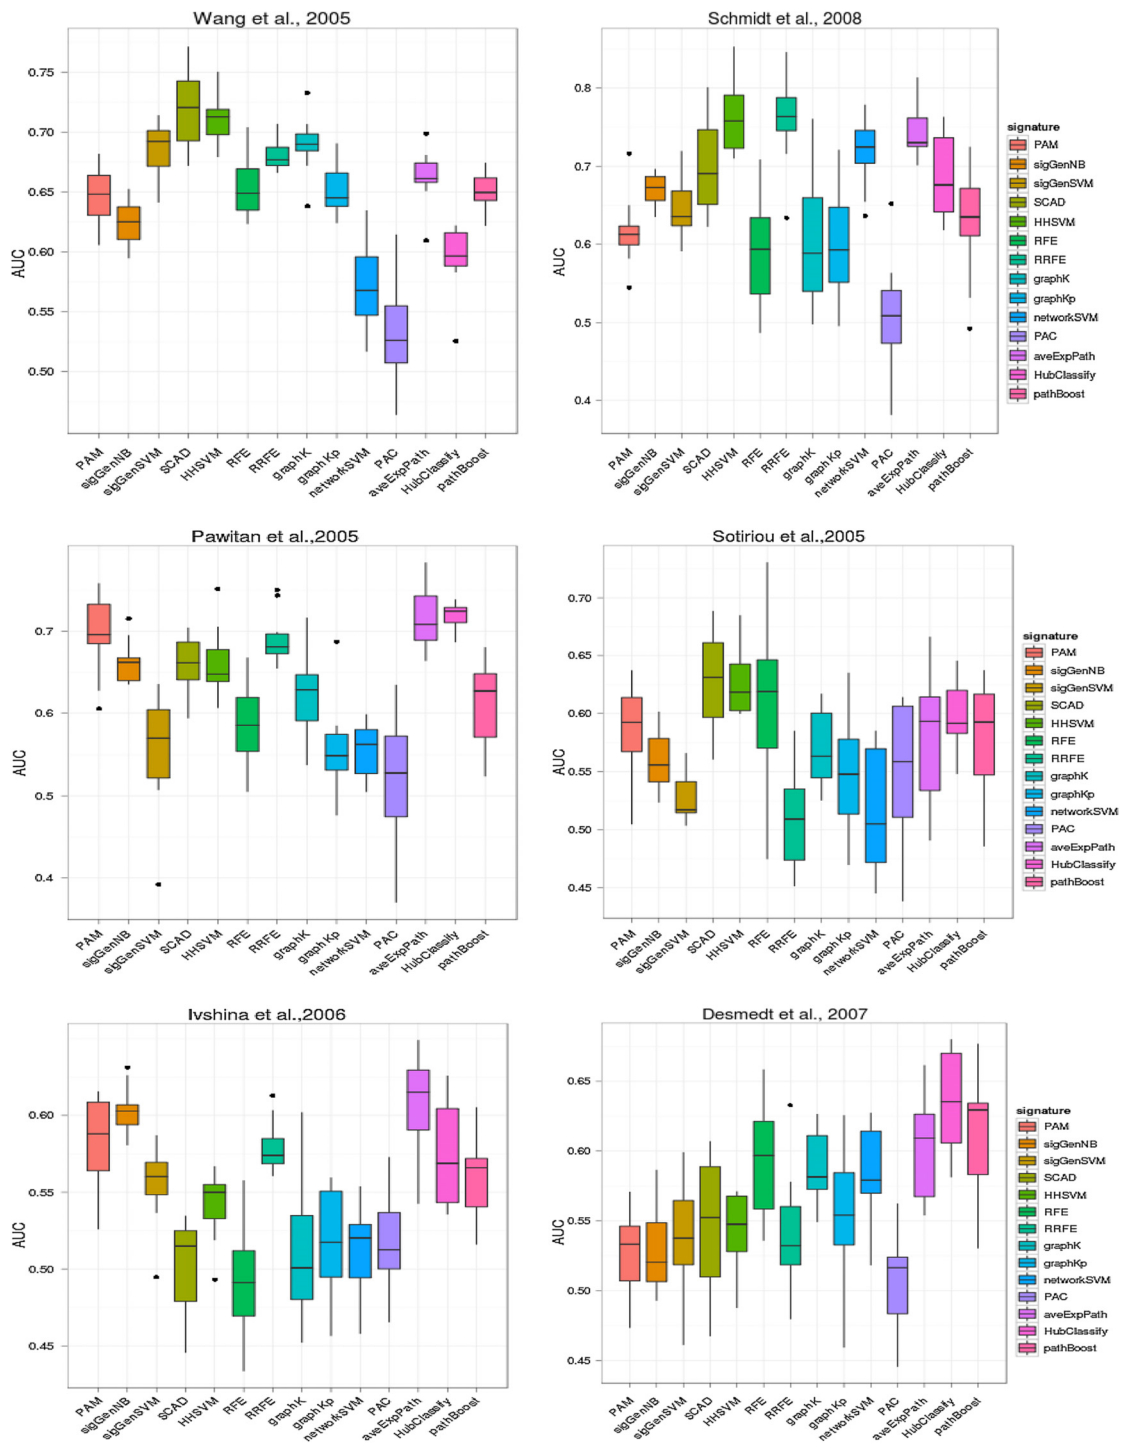 Wang et al., 2005
AUC
0.75
0.70
0.65
0.60
0.55
0.50
PAM
sigGenNB
sigGenSVM
SCAD
HHSVM
RFE
RRFE
graphK
graphKp
networkSVM
PAC
aveExpPath
HubClassify
pathBoost
Schmidt et al., 2008
AUC
0.8
0.7
0.6
0.5
0.4
PAM
sigGenNB
sigGenSVM
SCAD
HHSVM
RFE
RRFE
graphK
graphKp
networkSVM
PAC
aveExpPath
HubClassify
pathBoost
signature
PAM
sigGenNB
sigGenSVM
SCAD
HHSVM
RFE
RRFE
graphK
graphKp
networkSVM
PAC
aveExpPath
HubClassify
pathBoost
Pawitan et al.,2005
AUC
0.7
0.6
0.5
0.4
PAM
sigGenNB
sigGenSVM
SCAD
HHSVM
RFE
RRFE
graphK
graphKp
networkSVM
PAC
aveExpPath
HubClassify
pathBoost
Sotiriou et al.,2005
AUC
0.70
0.65
0.60
0.55
0.50
0.45
PAM
sigGenNB
sigGenSVM
SCAD
HHSVM
RFE
RRFE
graphK
graphKp
networkSVM
PAC
aveExpPath
HubClassify
pathBoost
signature
PAM
sigGenNB
sigGenSVM
SCAD
HHSVM
RFE
RRFE
graphK
graphKp
networkSVM
PAC
aveExpPath
HubClassify
pathBoost
Ivshina et al.,2006
AUC
0.60
0.55
0.50
0.45
PAM
sigGenNB
sigGenSVM
SCAD
HHSVM
RFE
RRFE
graphK
graphKp
networkSVM
PAC
aveExpPath
HubClassify
pathBoost
Desmedt et al., 2007
AUC
0.65
0.60
0.55
0.50
0.45
PAM
sigGenNB
sigGenSVM
SCAD
HHSVM
RFE
RRFE
graphK
graphKp
networkSVM
PAC
aveExpPath
HubClassify
pathBoost
signature
PAM
sigGenNB
sigGenSVM
SCAD
HHSVM
RFE
RRFE
graphK
graphKp
networkSVM
PAC
aveExpPath
HubClassify
pathBoost